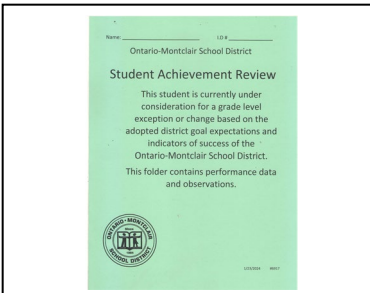 Name: I.D #
Ontario-Montclair School District
Student Achievement Review
This student is currently under
consideration for a grade level
exception or change based on the
adopted district goal expectations and
indicators of success of the
Ontario-Montclair School District.
This folder contains performance data
and observations.
ONTARIO-MONTCLAIR
SCHOOL DISTRICT